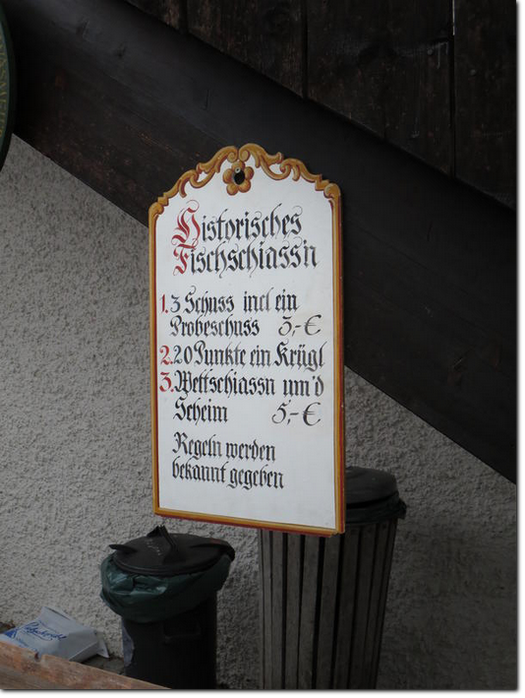 Historisches
Fischschiass'n
1. 3 Schuss incl ein
Probeschuss 3,-€
2. 20 Punkte ein Krügl
3. Wettschiassn um'd
Scheim 5,-€
Regeln werden
bekannt gegeben